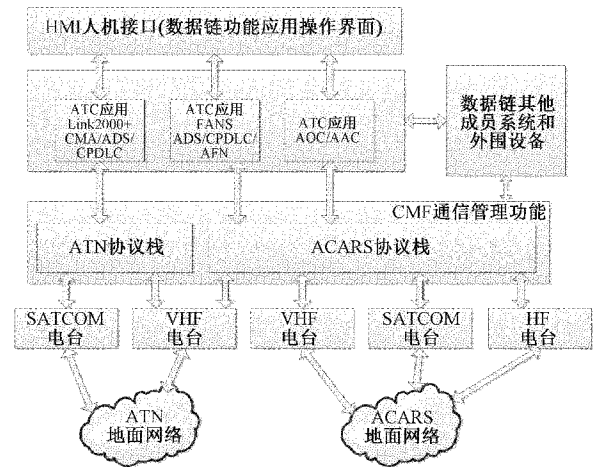 HMI人机接口(数据链功能应用操作界面)
ATC应用
Link2000+
CMA/ADS/
CPDLC
ATC应用
FANS
ADS/CPDLC/
AFN
ATC应用
AOC/AAC
数据链其他
成员系统和
外围设备
CMF通信管理功能
ATN协议栈
ACARS协议栈
SATCOM
电台
VHF
电台
VHF
电台
SATCOM
电台
HF
电台
ATN
地面网络
ACARS
地面网络